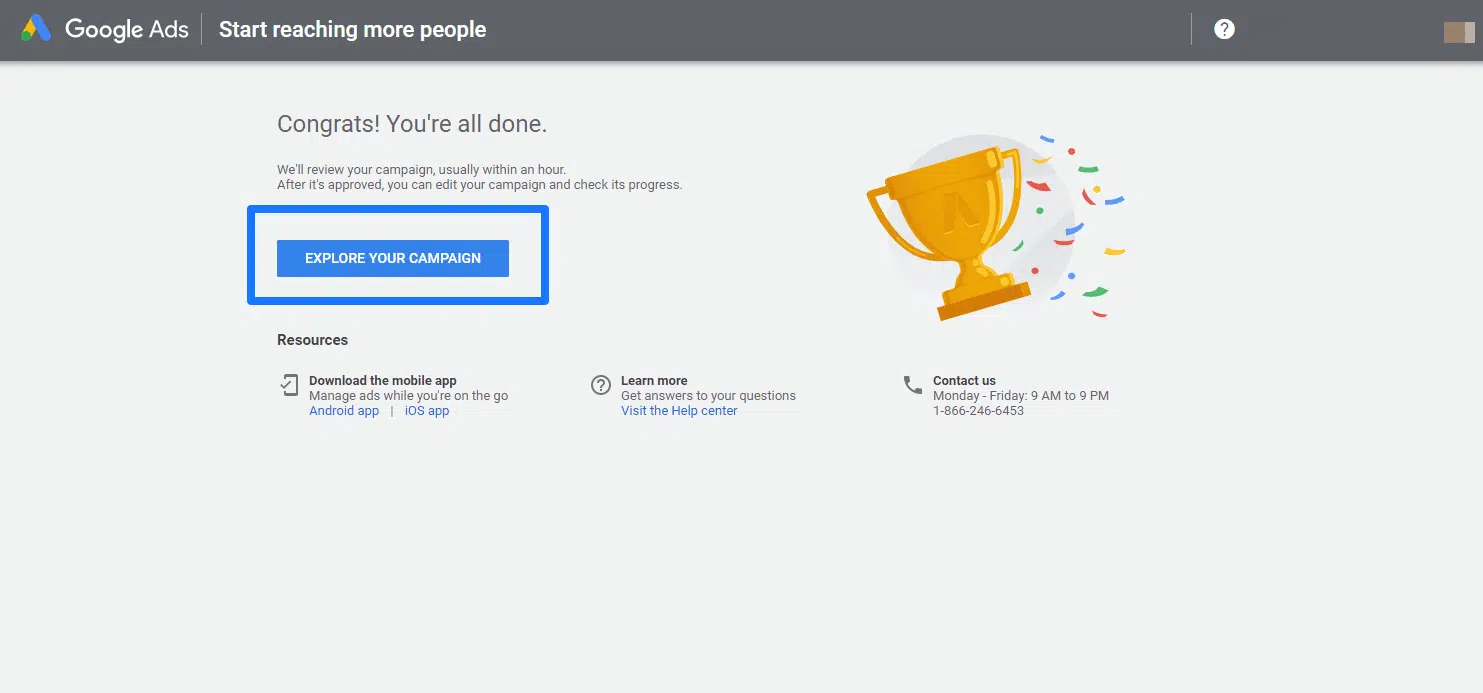 Google Ads
Start reaching more people
Congrats! You're all done.
We'll review your campaign, usually within an hour.
After it's approved, you can edit your campaign and check its progress.
EXPLORE YOUR CAMPAIGN
Resources
Download the mobile app
Manage ads while you're on the go
Android app | iOS app
Learn more
Get answers to your questions
Visit the Help center
Contact us
Monday - Friday: 9 AM to 9 PM
1-866-246-6453